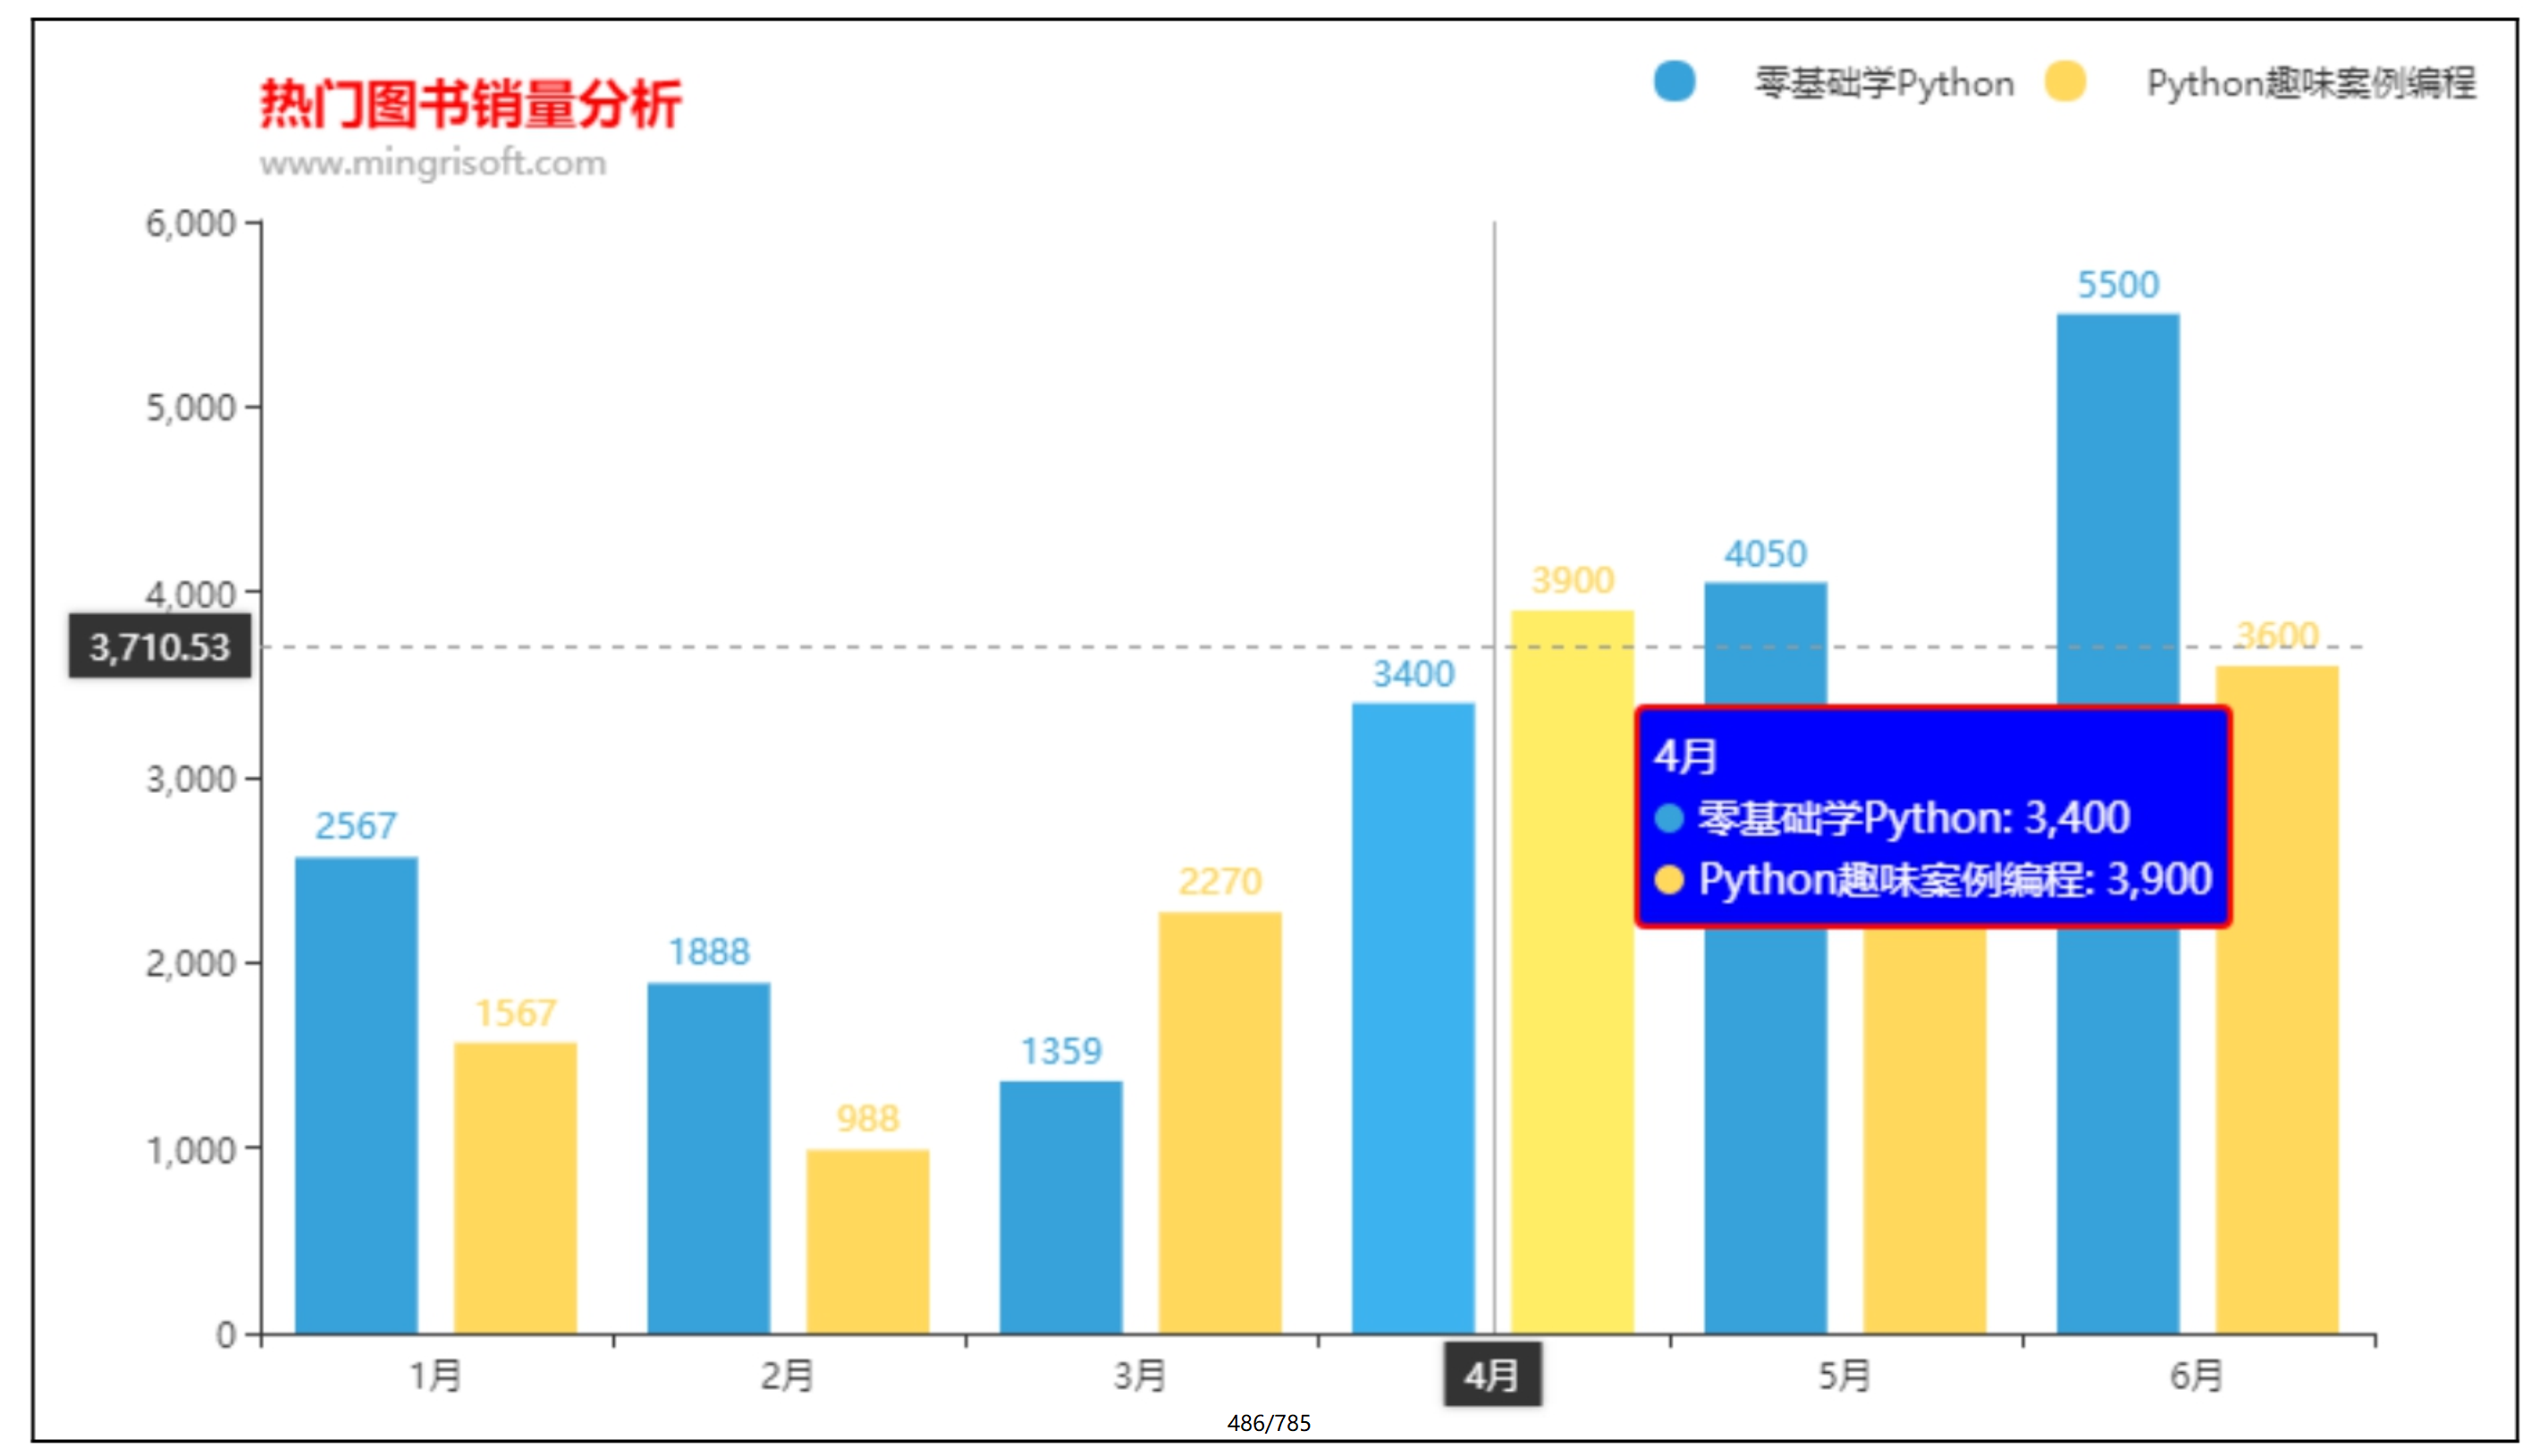 零基础学Python Python趣味案例编程
热门图书销量分析
www.mingrisoft.com
6,000
5500
5,000
4050
4,000
3900
3,710.53
3600
3400
3,000
4月
零基础学Python: 3,400
Python趣味案例编程: 3,900
2567
2270
2,000
1888
1567
1359
1,000
988
0
1月 2月 3月 4月 5月 6月
486/785